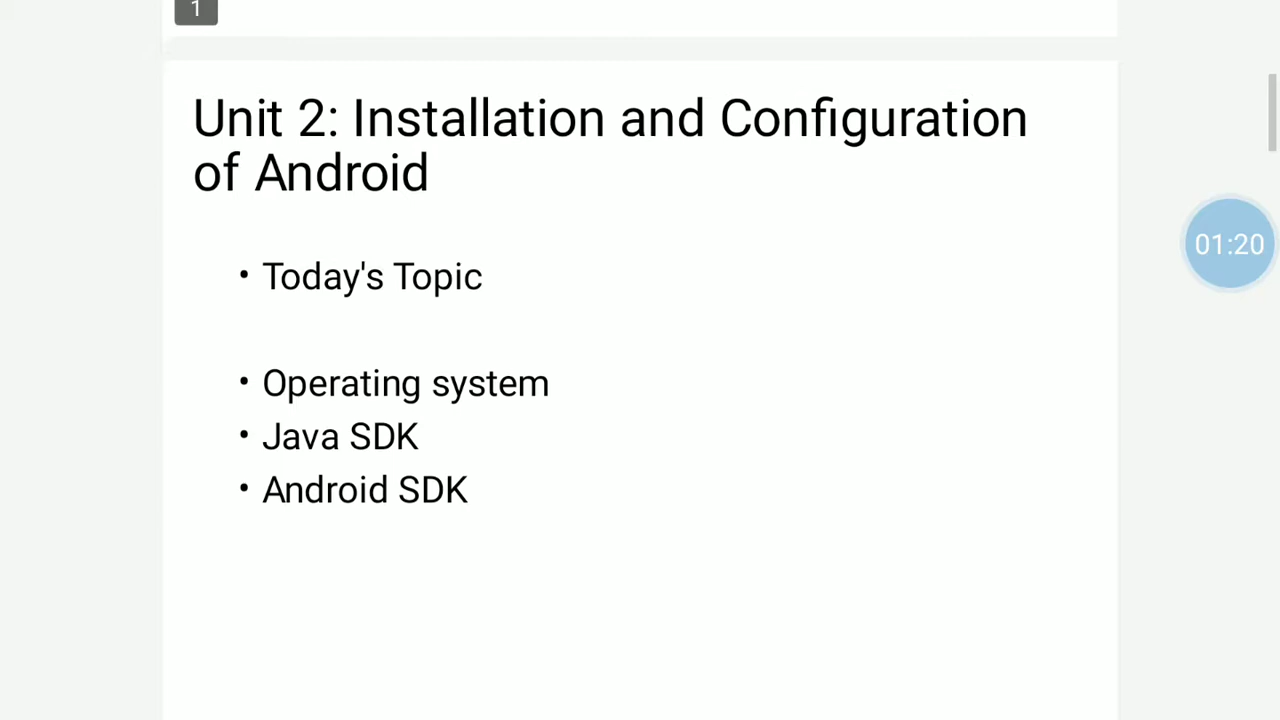 1
Unit 2: Installation and Configuration
of Android
• Today's Topic
• Operating system
• Java SDK
• Android SDK
01:20